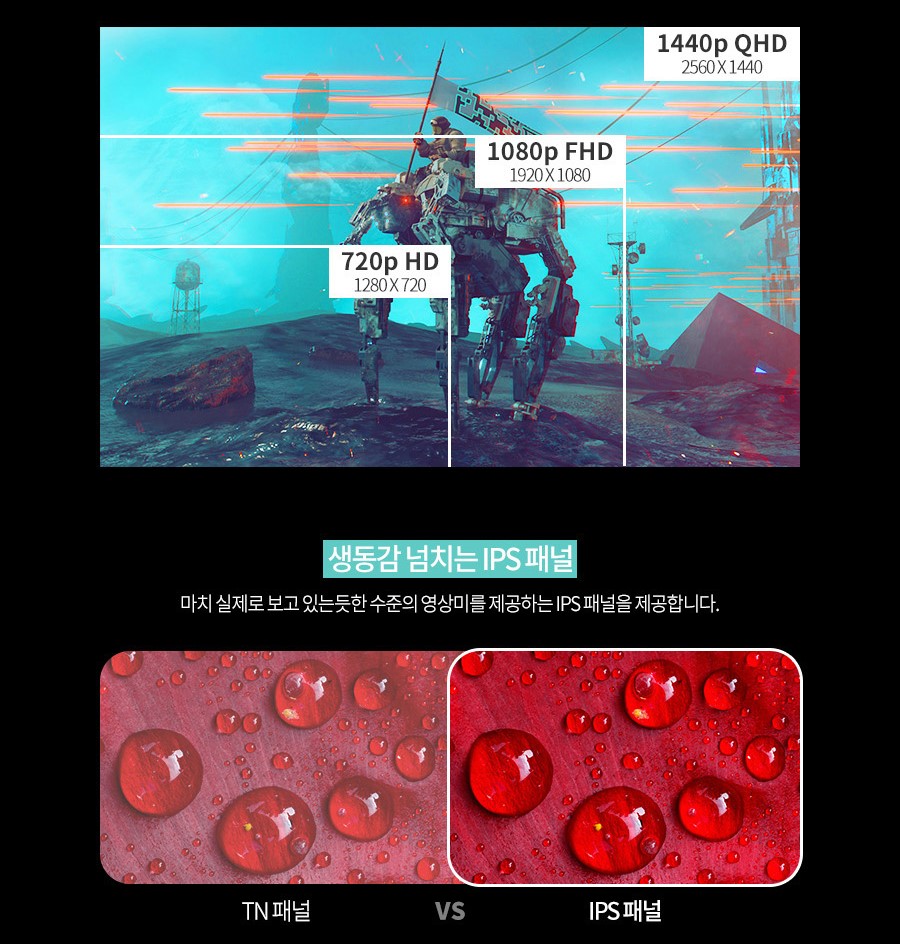 1440p QHD
2560 X 1440
1080p FHD
1920 X 1080
720p HD
1280 X 720
생동감 넘치는 IPS 패널
마치 실제로 보고 있는듯한 수준의 영상미를 제공하는 IPS 패널을 제공합니다.
TN 패널
VS
IPS 패널